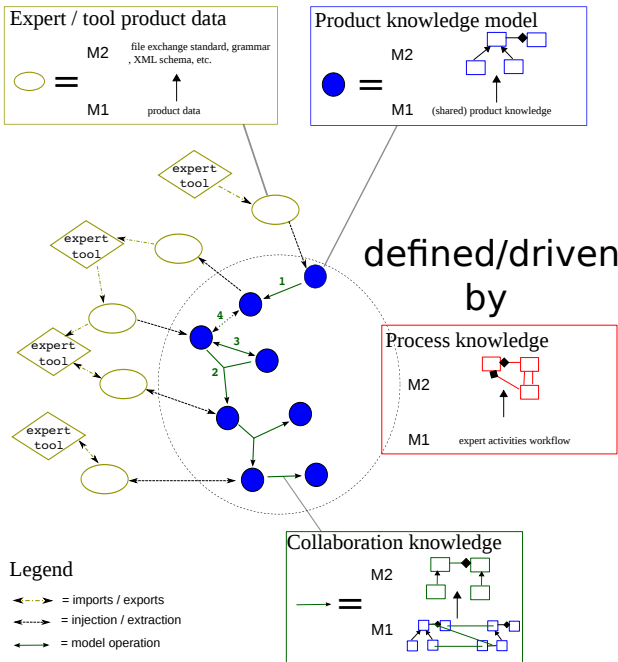 Expert / tool product data
M2
file exchange standard, grammar
, XML schema, etc.
=
M1
product data
Product knowledge model
M2
=
M1
(shared) product knowledge
expert
tool
expert
tool
expert
tool
expert
tool
1
4
3
2
defined/driven
by
Process knowledge
M2
M1
expert activities workflow
Collaboration knowledge
M2
=
M1
Legend
= imports / exports
= injection / extraction
= model operation